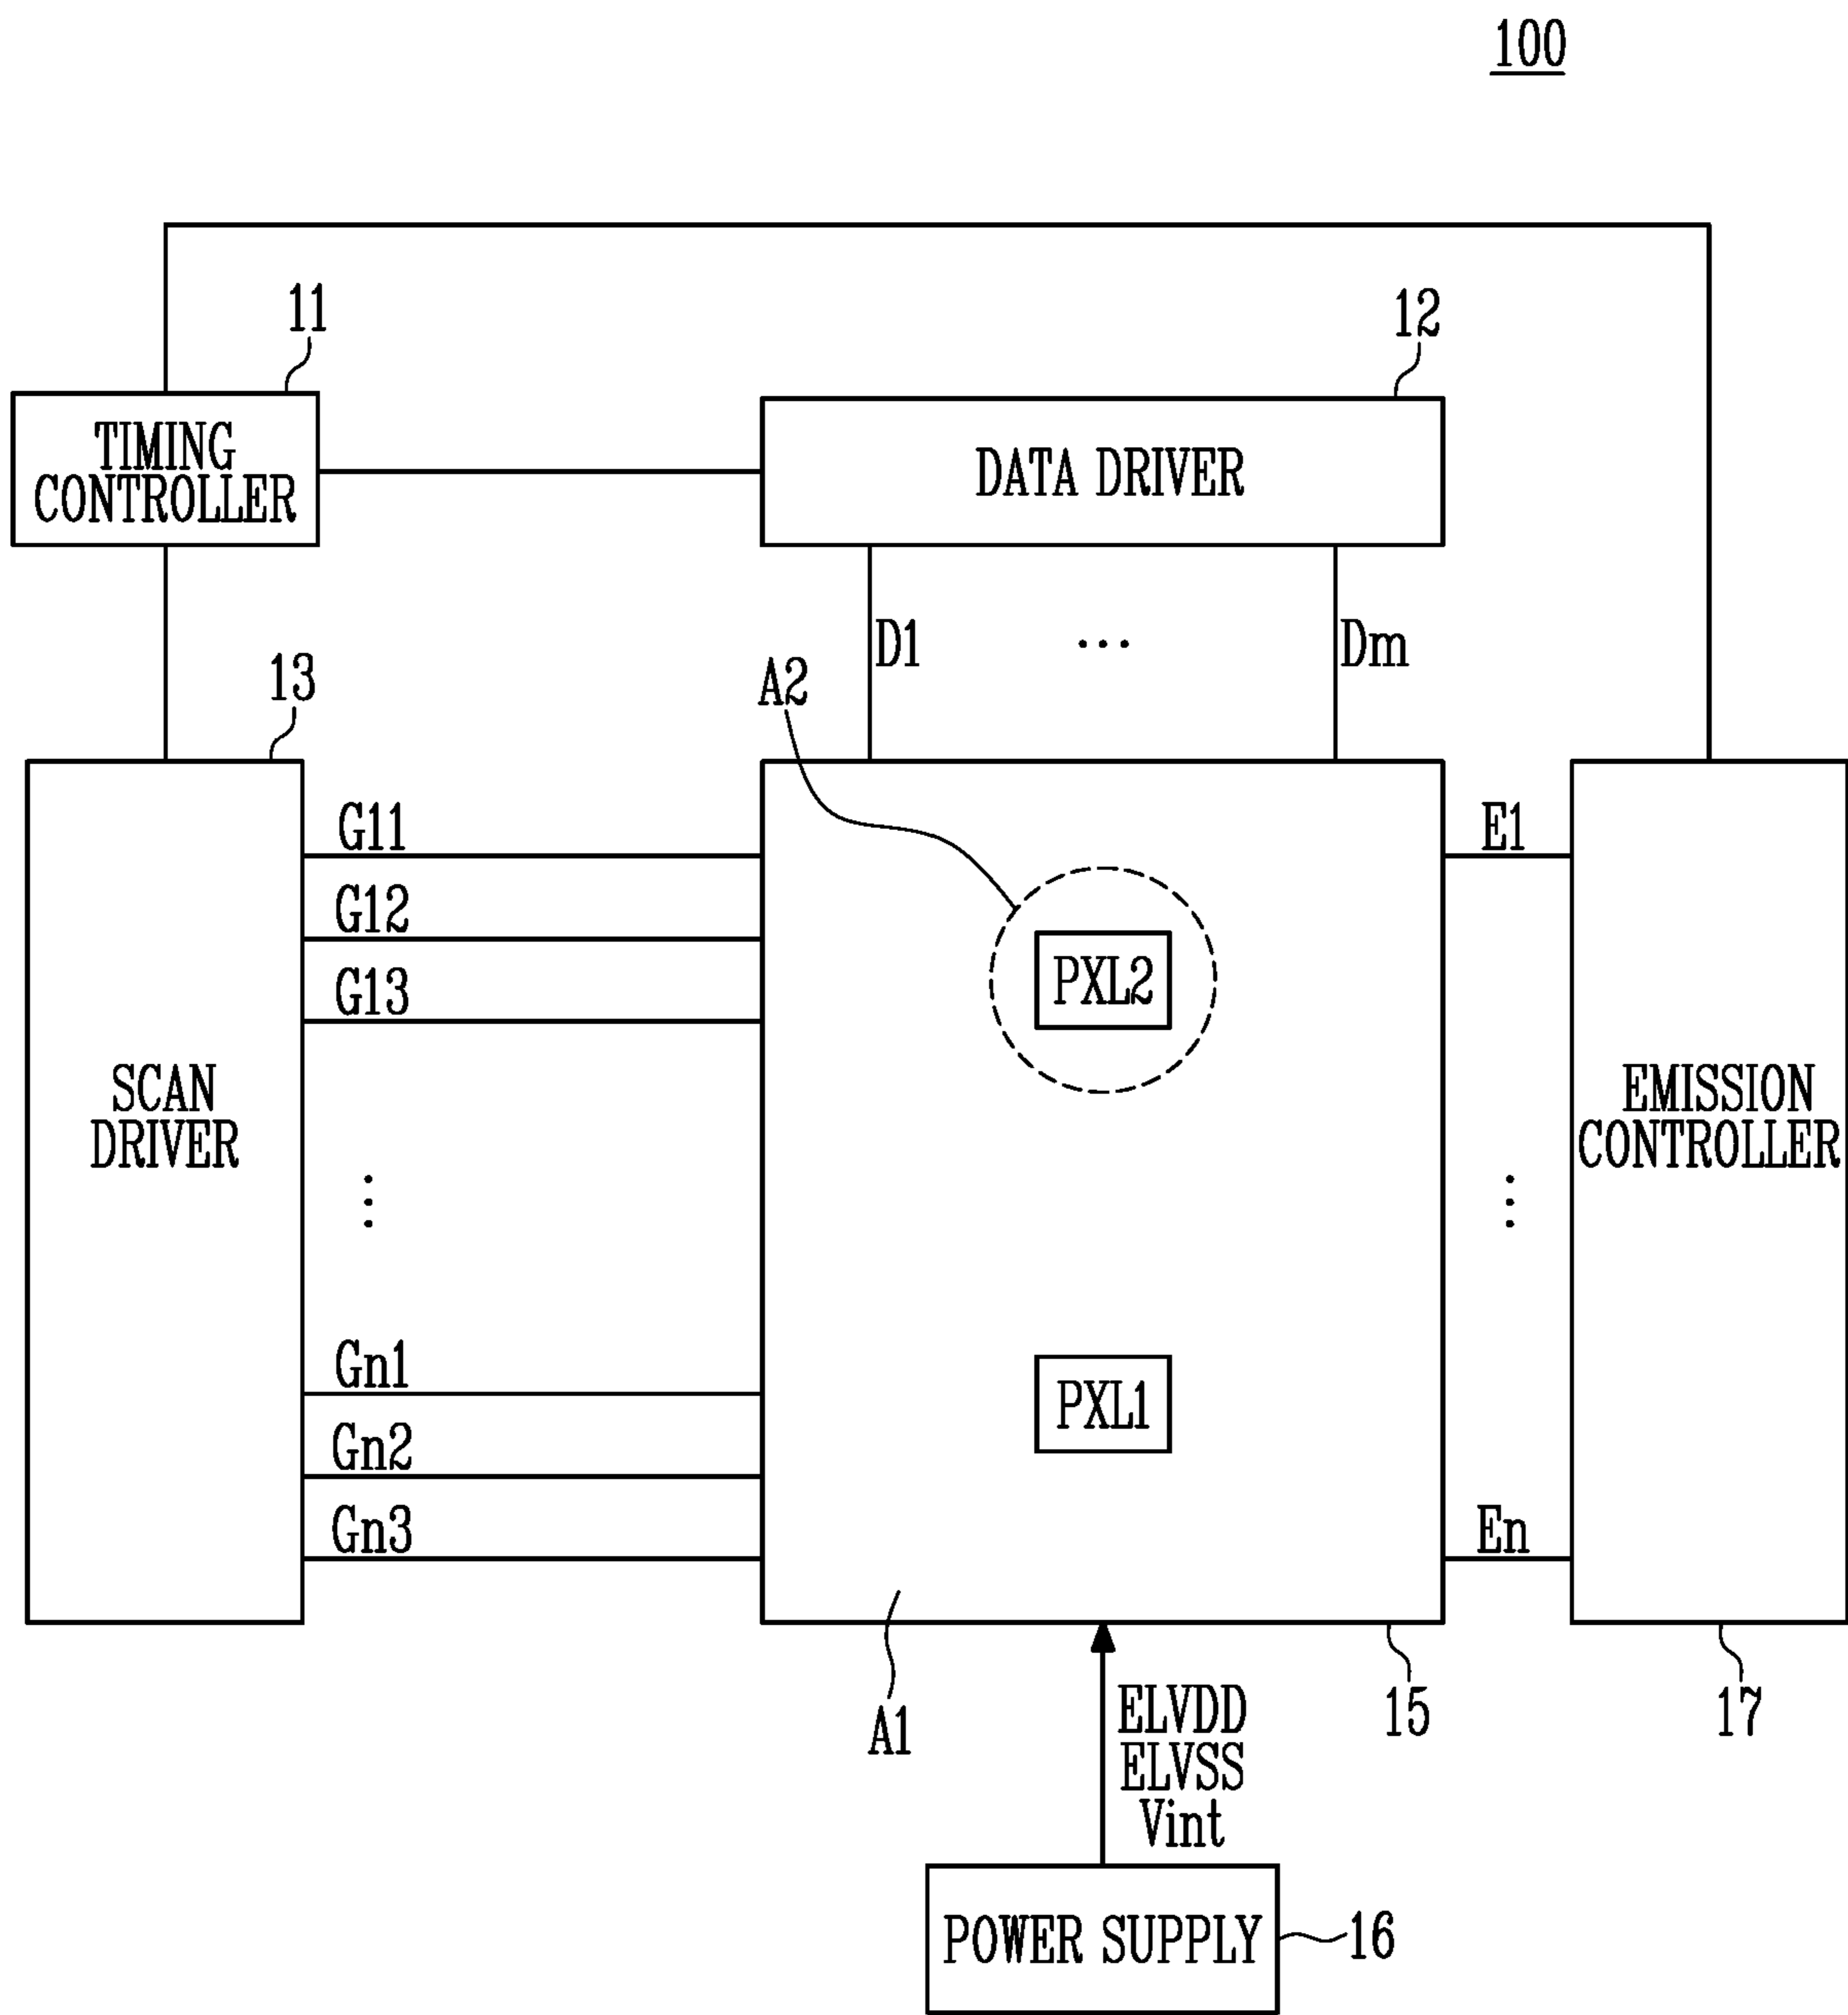 100
11
12
TIMING
CONTROLLER
DATA DRIVER
D1
...
Dm
13
A2
G11
E1
G12
G13
PXL2
SCAN
DRIVER
EMISSION
CONTROLLER
Gn1
PXL1
Gn2
Gn3
En
A1
ELVDD
ELVSS
Vint
15
17
POWER SUPPLY
16